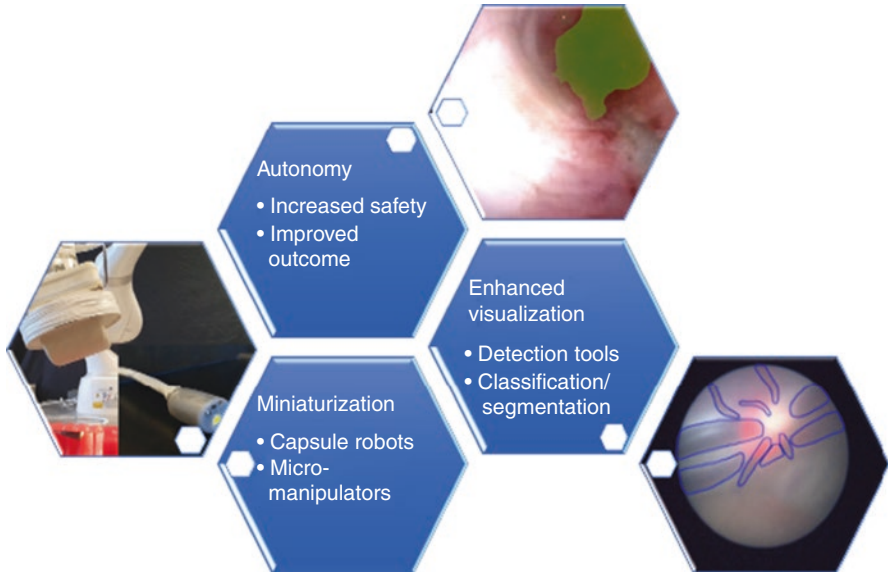 Autonomy
• Increased safety
• Improved
outcome
Enhanced
visualization
• Detection tools
• Classification/
segmentation
Miniaturization
• Capsule robots
• Micro-
manipulators